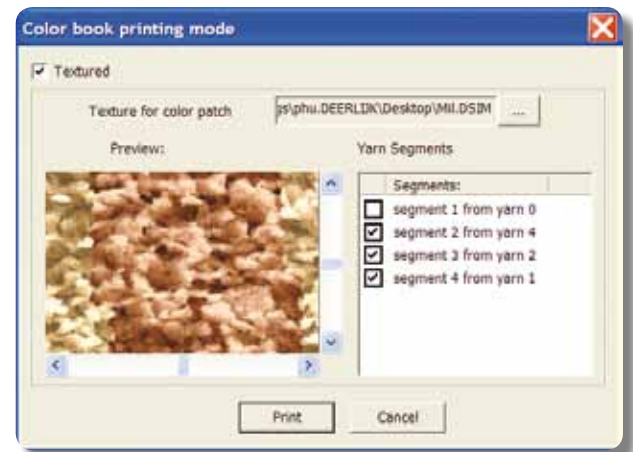 Color book printing mode
Textured
Texture for color patch
gs\phu.DEERLIJK\Desktop\Mil.DSIM
...
Preview:
Yarn Segments
Segments:
segment 1 from yarn 0
segment 2 from yarn 4
segment 3 from yarn 2
segment 4 from yarn 1
Print
Cancel